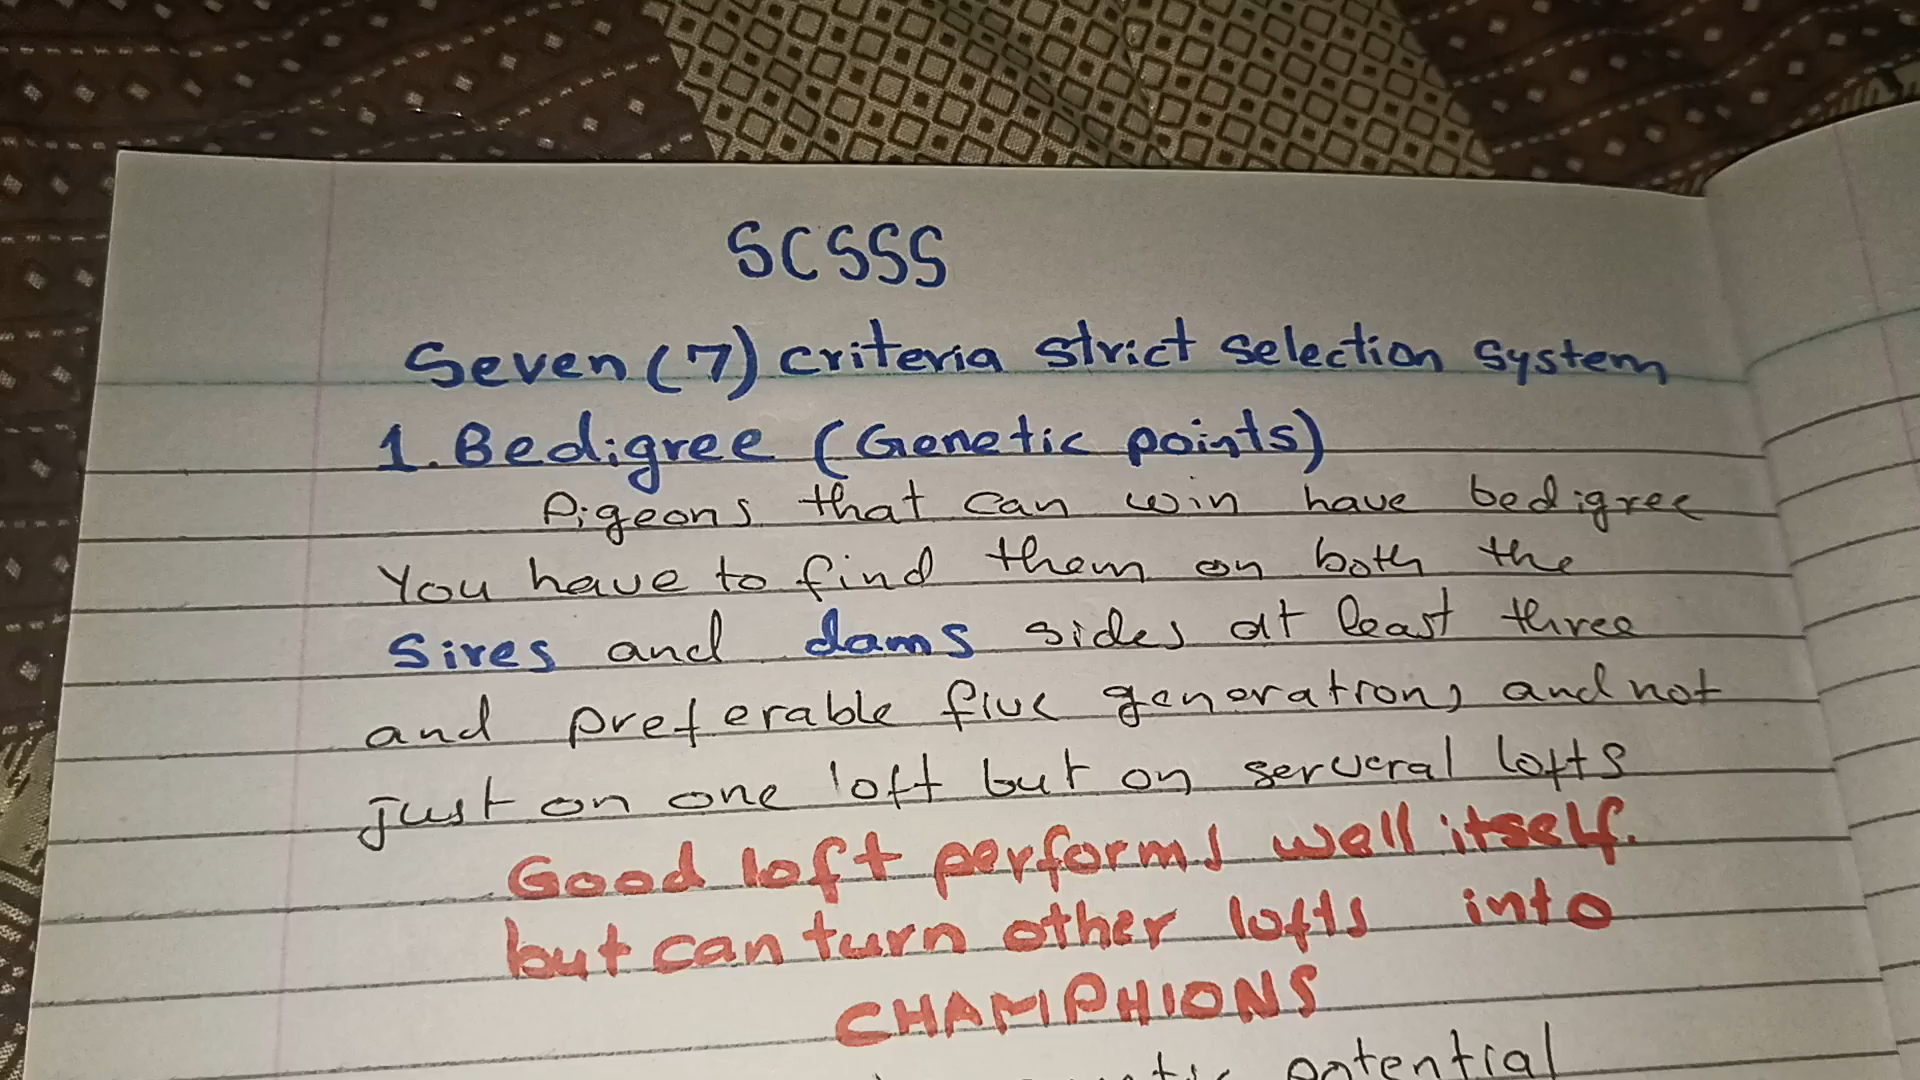 SCSSS
Seven (7) criteria strict selection system
1. Bedigree (Genetic points)
Pigeons that can win have bedigree
You have to find them on both the
Sires and dams sides at least three
and preferable five generation, and not
just on one loft but on serveral lofts
Good loft performs well itself.
but can turn other lofts into
CHAMPHIONS
potential